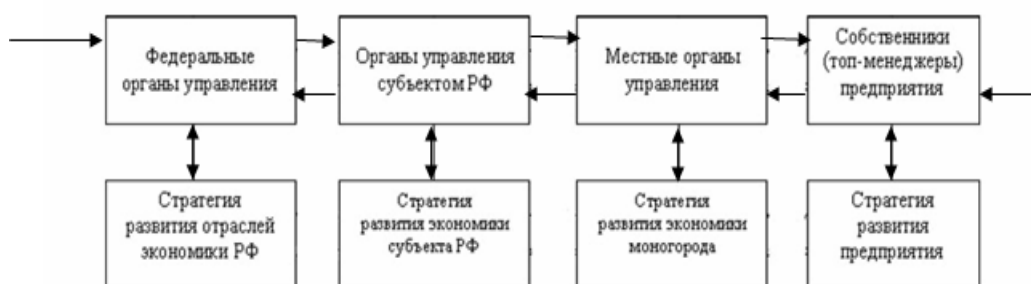 Федеральные
органы управления
Органы управления
субъектом РФ
Местные органы
управления
Собственники
(топ-менеджеры)
предприятия
Стратегия
развития отраслей
экономики РФ
Стратегия
развития экономики
субъекта РФ
Стратегия
развития экономики
моногорода
Стратегия
развития
предприятия